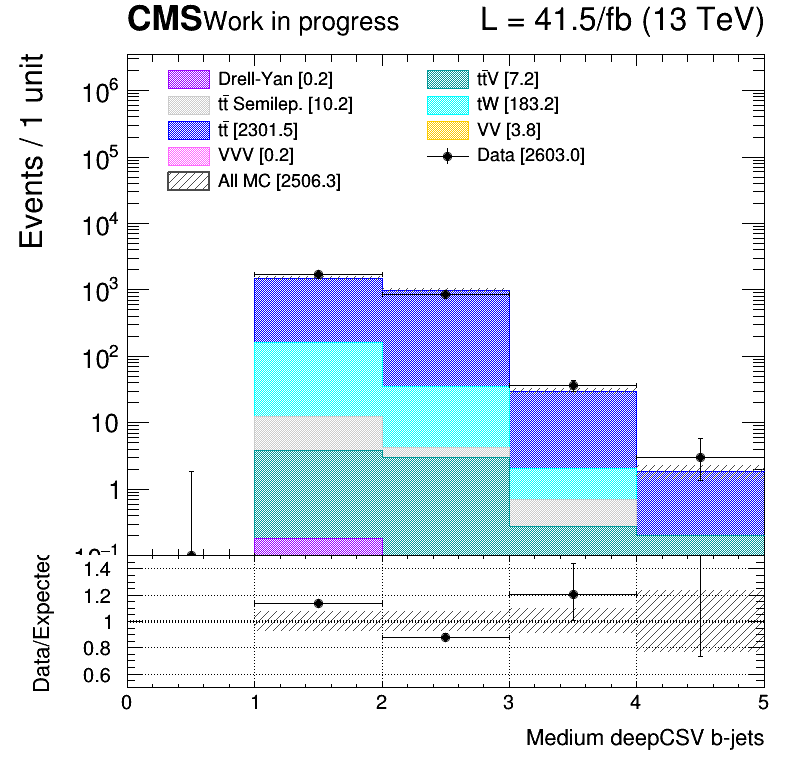 CMS Work in progress L = 41.5/fb (13 TeV)
Events / 1 unit
Drell-Yan [0.2]
tt̄ Semilep. [10.2]
tt̄ [2301.5]
VVV [0.2]
All MC [2506.3]
tt̄V [7.2]
tW [183.2]
VV [3.8]
Data [2603.0]
10⁶
10⁵
10⁴
10³
10²
10
1
10⁻¹
Data/Expected
1.4
1.2
1
0.8
0.6
0 1 2 3 4 5
Medium deepCSV b-jets